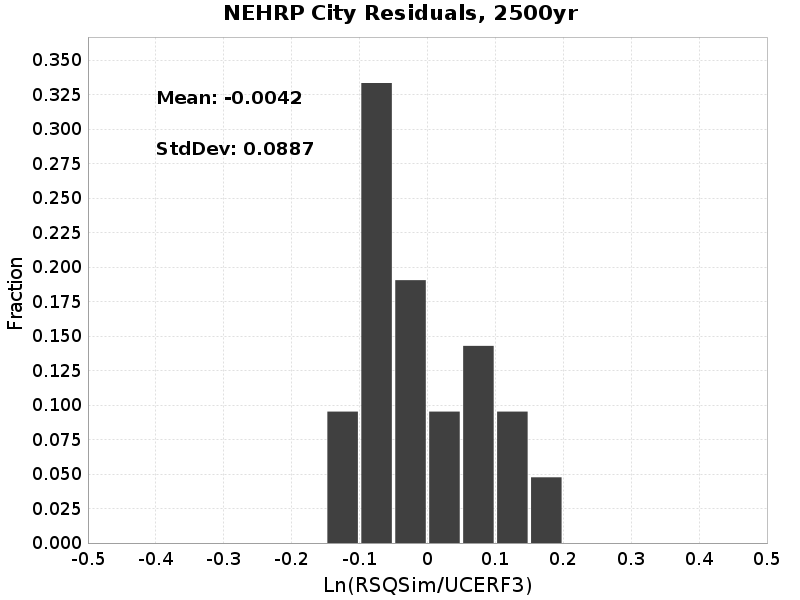 NEHRP City Residuals, 2500yr
Mean: -0.0042
StdDev: 0.0887
Fraction
0.350
0.325
0.300
0.275
0.250
0.225
0.200
0.175
0.150
0.125
0.100
0.075
0.050
0.025
0.000
-0.5 -0.4 -0.3 -0.2 -0.1 0 0.1 0.2 0.3 0.4 0.5
Ln(RSQSim/UCERF3)